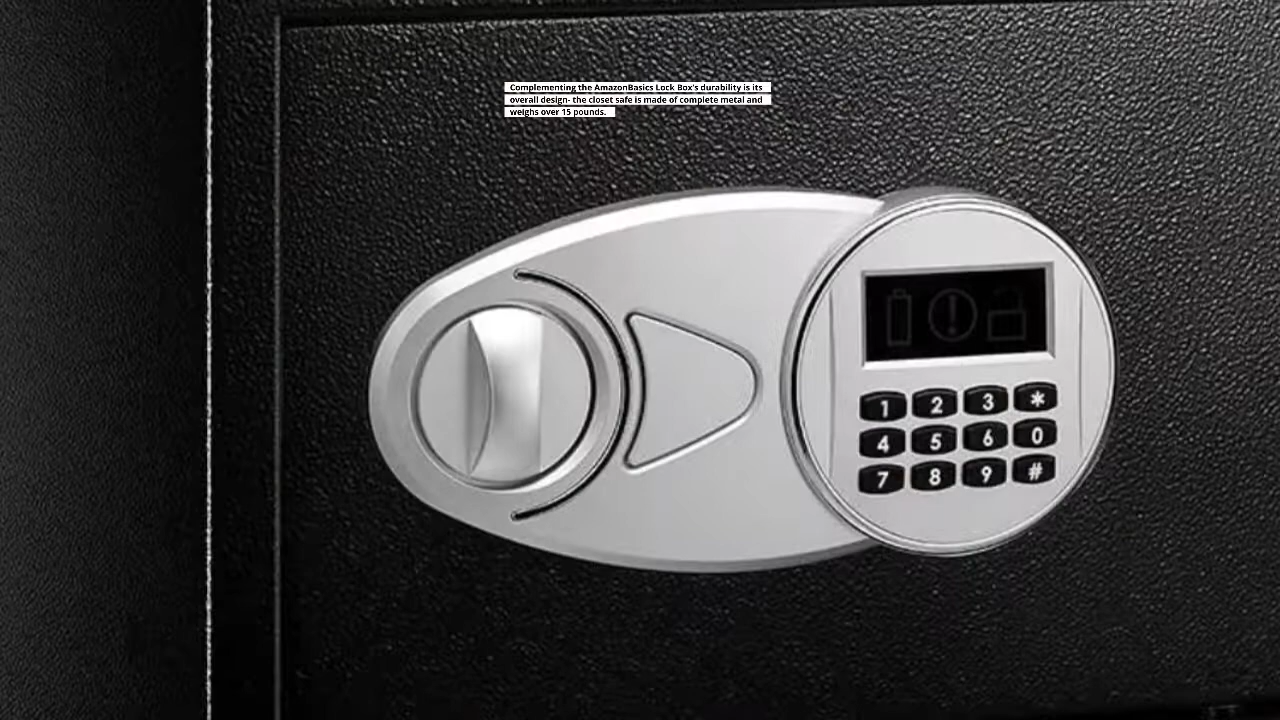 Complementing the AmazonBasics Lock Box's durability is its
overall design- the closet safe is made of complete metal and
weighs over 15 pounds.
1 2 3 *
4 5 6 0
7 8 9 #